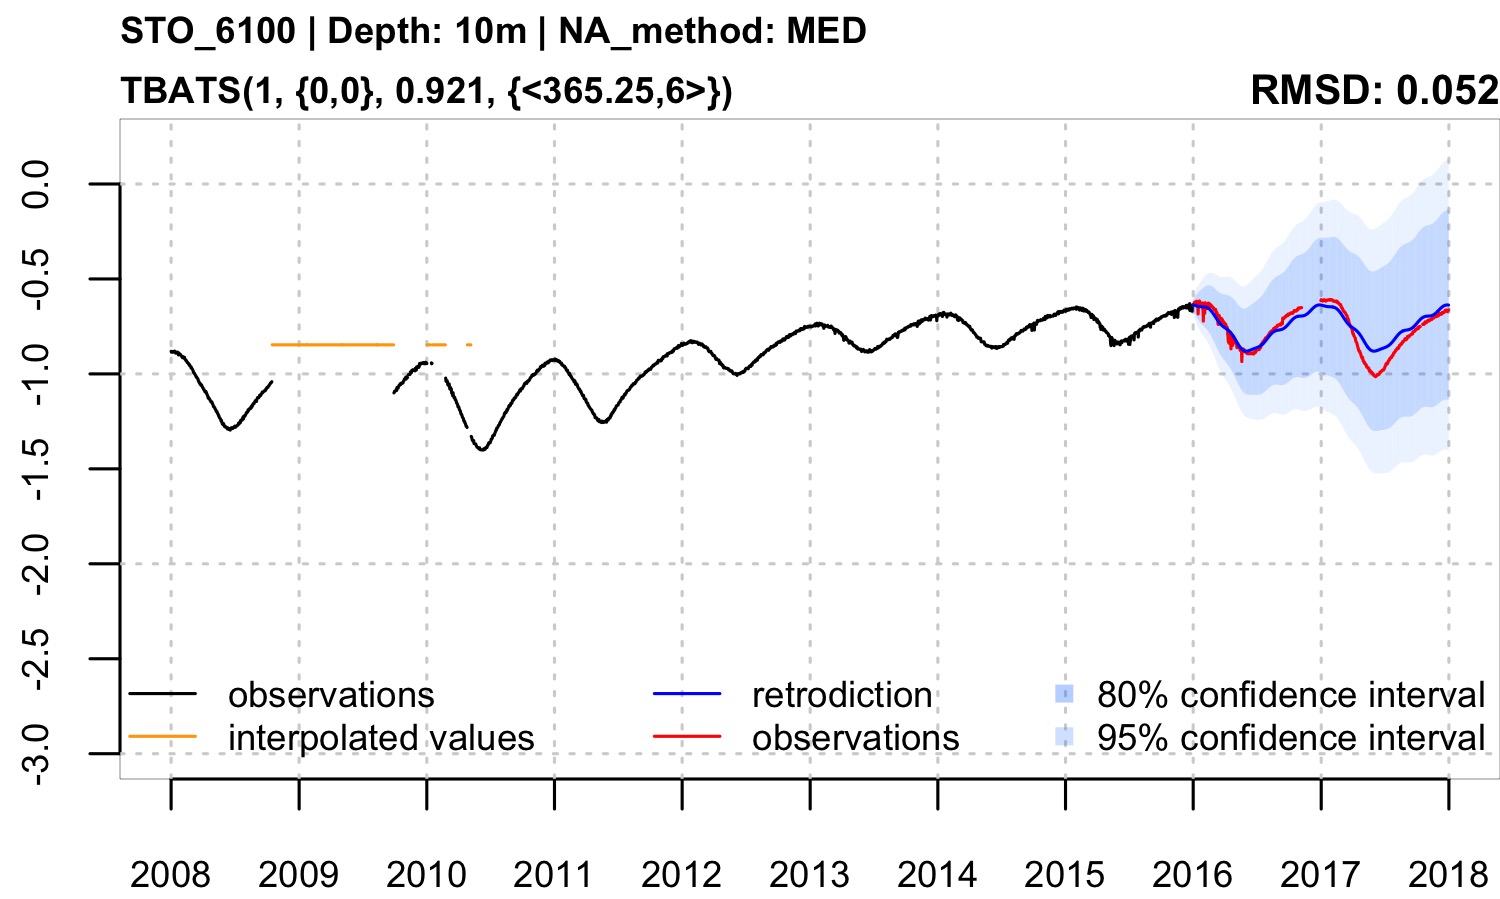 STO_6100 | Depth: 10m | NA_method: MED
TBATS(1, {0,0}, 0.921, {<365.25,6>})
RMSD: 0.052
0.0
-0.5
-1.0
-1.5
-2.0
-2.5
-3.0
observations
interpolated values
retrodiction
observations
80% confidence interval
95% confidence interval
2008 2009 2010 2011 2012 2013 2014 2015 2016 2017 2018